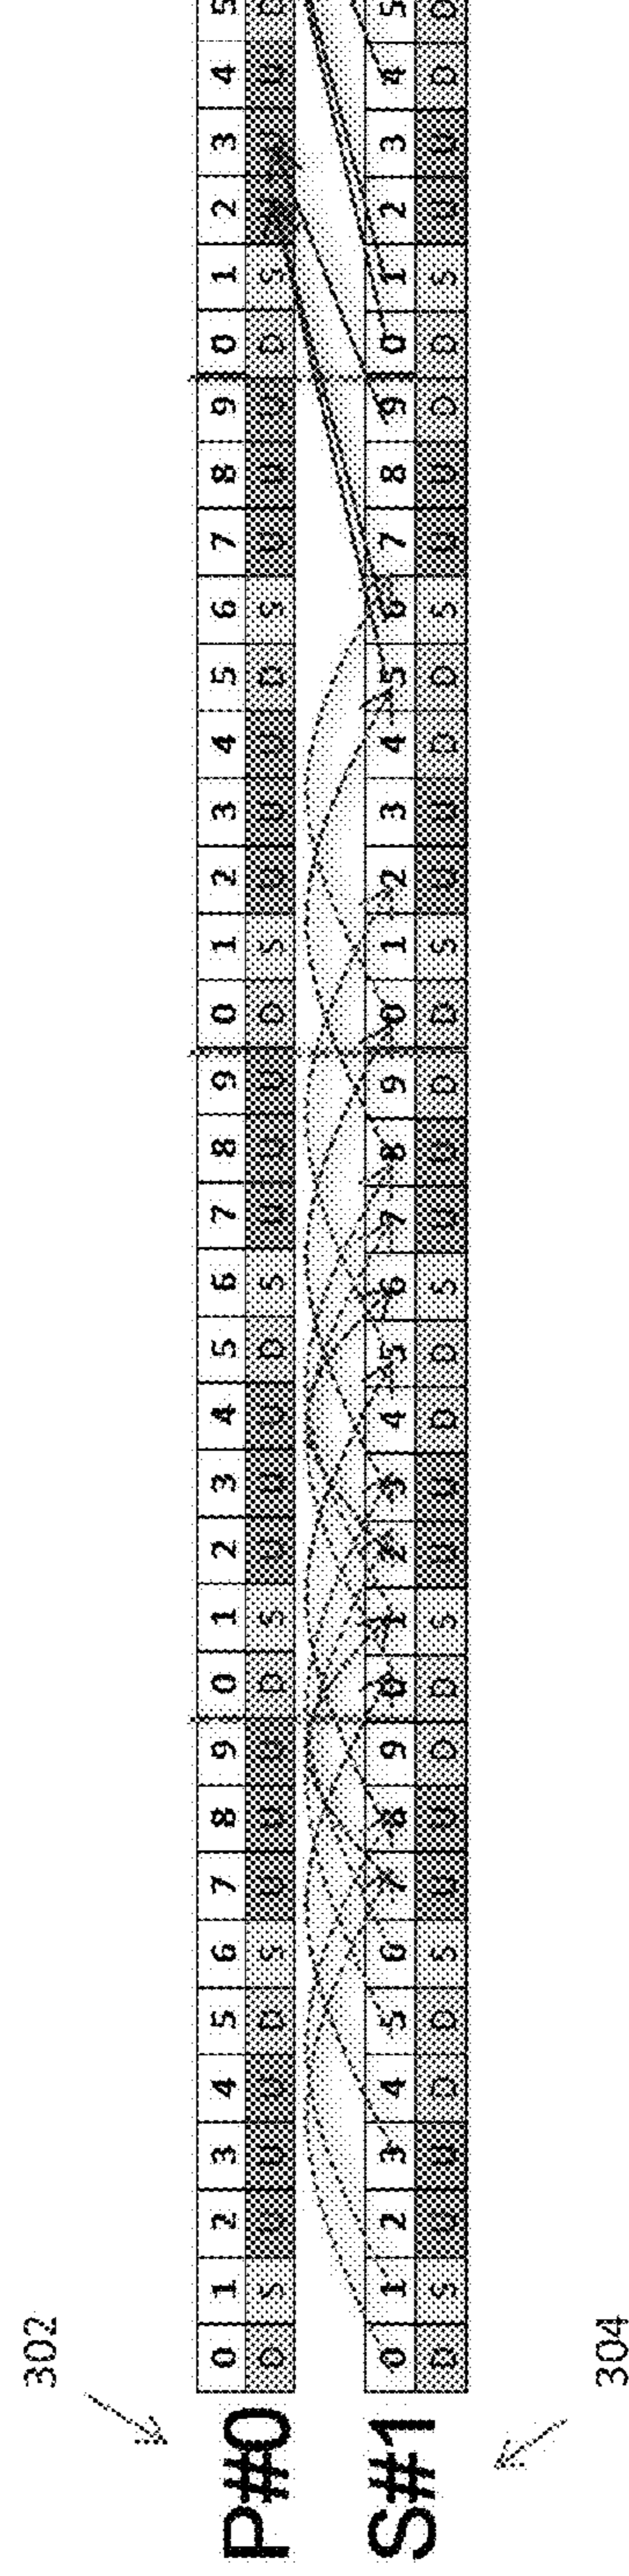 302
P#0 0 1 2 3 4 5 6 7 8 9 0 1 2 3 4 5 6 7 8 9 0 1 2 3 4 5 6 7 8 9 0 1 2 3 4 5
D S U U U D S U U U D S U U U D S U U U D S U U U D S U U U D S U U U D
S#1 0 1 2 3 4 5 6 7 8 9 0 1 2 3 4 5 6 7 8 9 0 1 2 3 4 5 6 7 8 9 0 1 2 3 4 5
D S U U D D S U U D D S U U D D S U U D D S U U D D S U U D D S U U D D
304